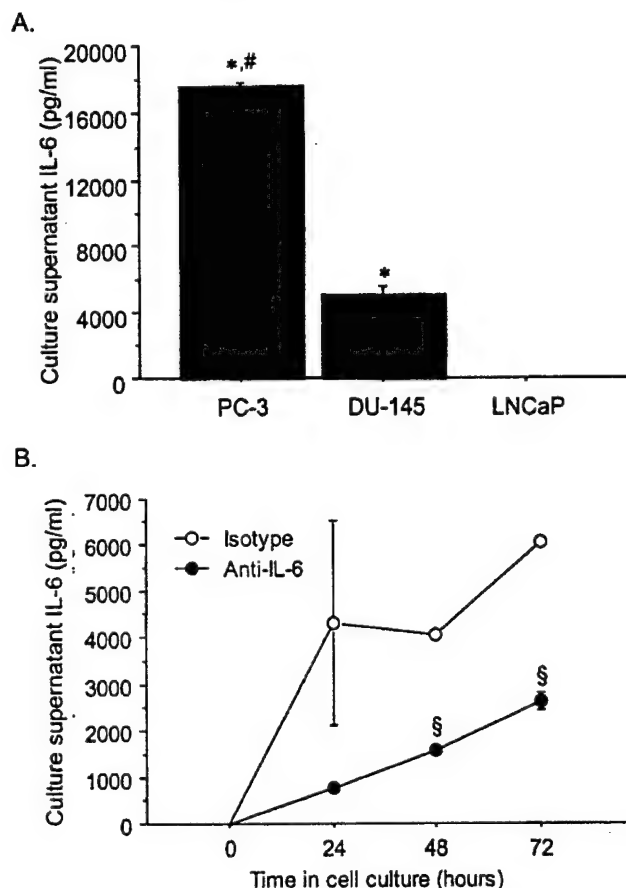 A.
Culture supernatant IL-6 (pg/ml)
20000
16000
12000
8000
4000
0
*,#
*
PC-3 DU-145 LNCaP
B.
Culture supernatant IL-6 (pg/ml)
7000
6000
5000
4000
3000
2000
1000
0
Isotype
Anti-IL-6
§
§
0 24 48 72
Time in cell culture (hours)